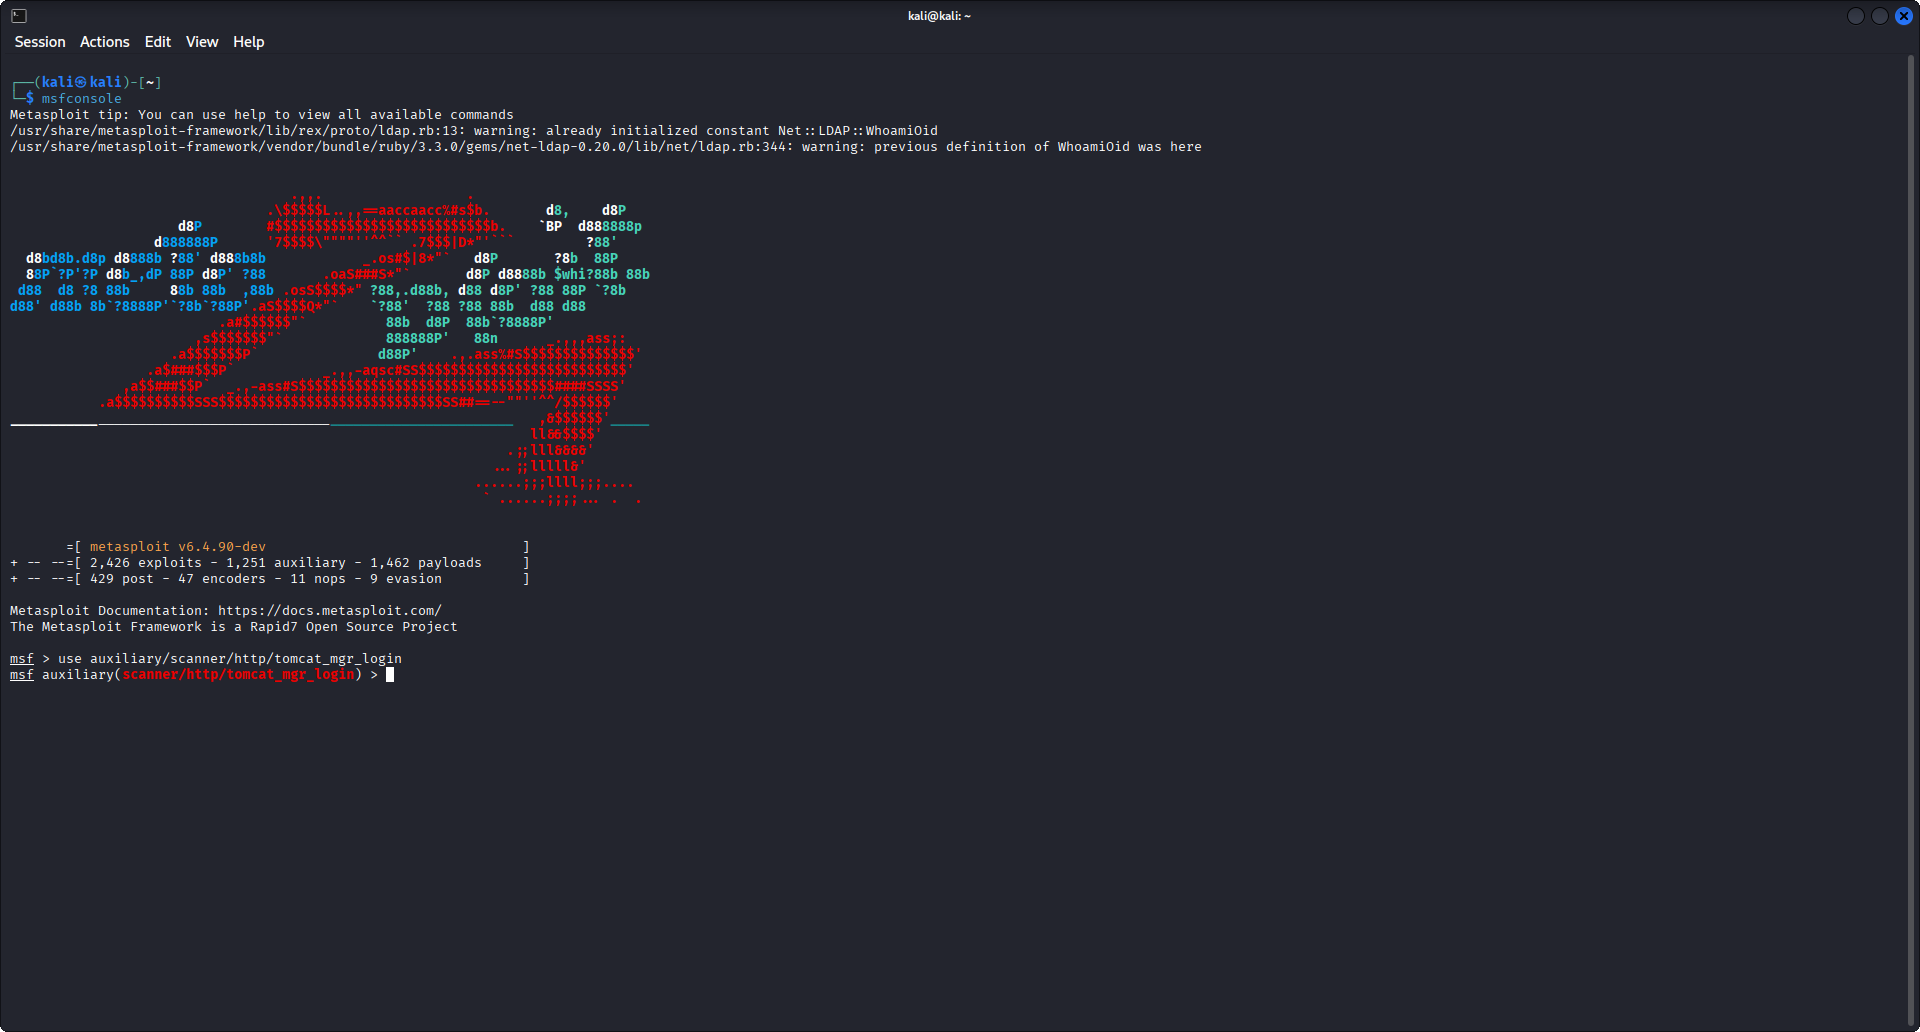 kali@kali: ~
Session Actions Edit View Help
┌──(kali㉿kali)-[~]
└─$ msfconsole
Metasploit tip: You can use help to view all available commands
/usr/share/metasploit-framework/lib/rex/proto/ldap.rb:13: warning: already initialized constant Net::LDAP::WhoamiOid
/usr/share/metasploit-framework/vendor/bundle/ruby/3.3.0/gems/net-ldap-0.20.0/lib/net/ldap.rb:344: warning: previous definition of WhoamiOid was here
=[ metasploit v6.4.90-dev ]
+ -- --=[ 2,426 exploits - 1,251 auxiliary - 1,462 payloads ]
+ -- --=[ 429 post - 47 encoders - 11 nops - 9 evasion ]
Metasploit Documentation: https://docs.metasploit.com/
The Metasploit Framework is a Rapid7 Open Source Project
msf > use auxiliary/scanner/http/tomcat_mgr_login
msf auxiliary(scanner/http/tomcat_mgr_login) >